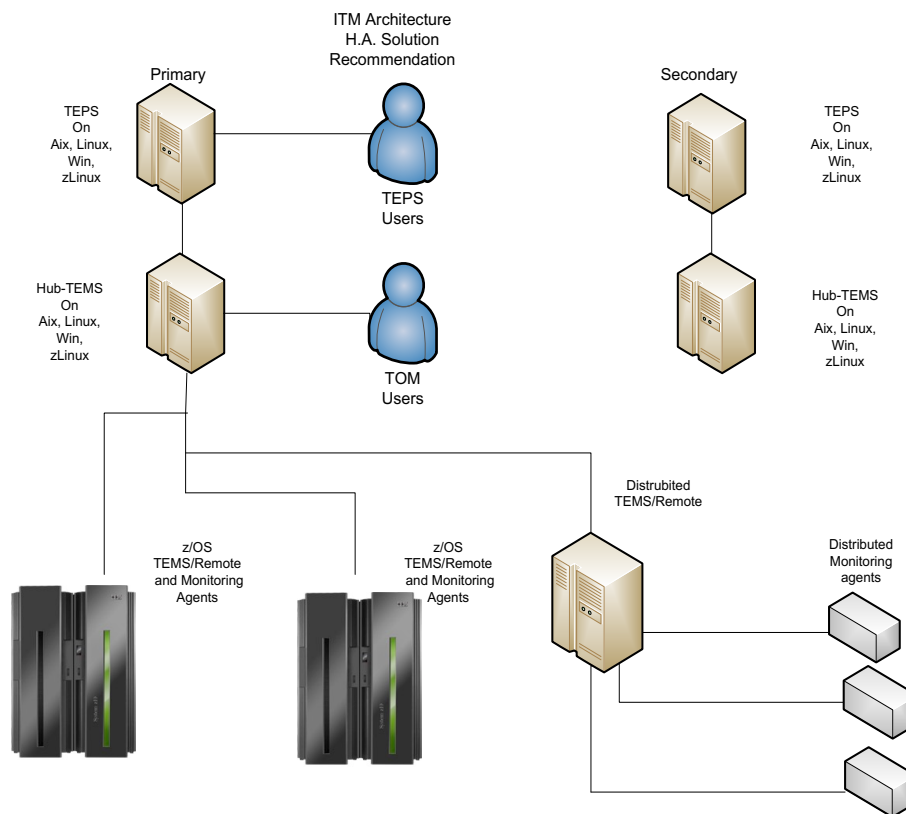 ITM Architecture
H.A. Solution
Recommendation
Primary
Secondary
TEPS
On
Aix, Linux,
Win,
zLinux
TEPS
Users
TEPS
On
Aix, Linux,
Win,
zLinux
Hub-TEMS
On
Aix, Linux,
Win,
zLinux
TOM
Users
Hub-TEMS
On
Aix, Linux,
Win,
zLinux
z/OS
TEMS/Remote
and Monitoring
Agents
z/OS
TEMS/Remote
and Monitoring
Agents
Distrubited
TEMS/Remote
Distributed
Monitoring
agents